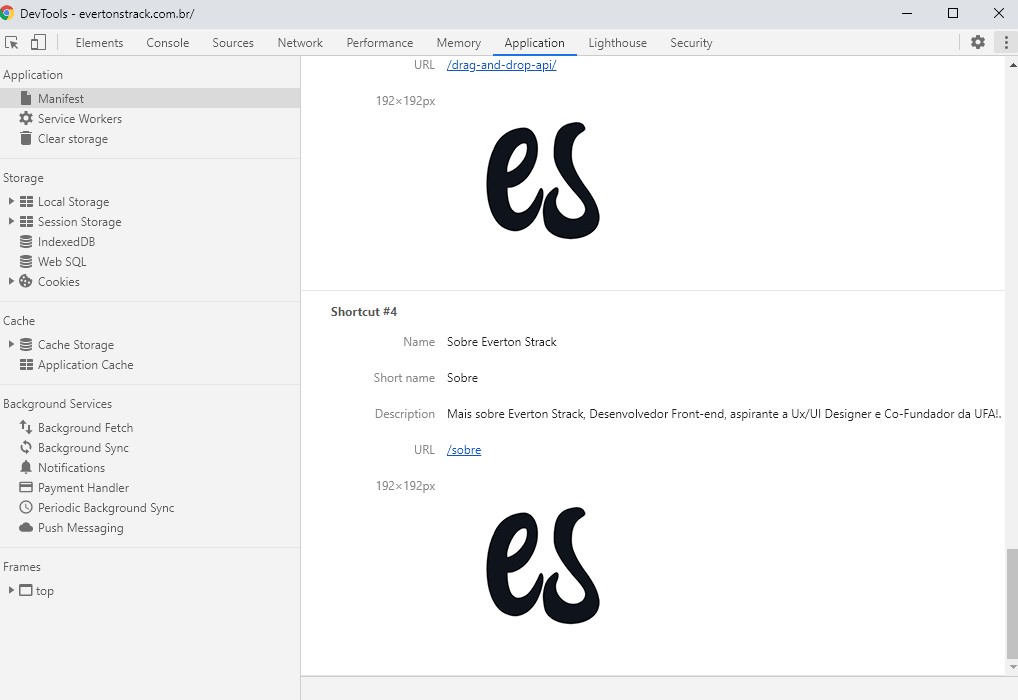 DevTools - evertonstrack.com.br/
Elements Console Sources Network Performance Memory Application Lighthouse Security
Application
Manifest
Service Workers
Clear storage
Storage
Local Storage
Session Storage
IndexedDB
Web SQL
Cookies
Cache
Cache Storage
Application Cache
Background Services
Background Fetch
Background Sync
Notifications
Payment Handler
Periodic Background Sync
Push Messaging
Frames
top
URL /drag-and-drop-api/
192×192px
es
Shortcut #4
Name Sobre Everton Strack
Short name Sobre
Description Mais sobre Everton Strack, Desenvolvedor Front-end, aspirante a Ux/UI Designer e Co-Fundador da UFA!.
URL /sobre
192×192px
es